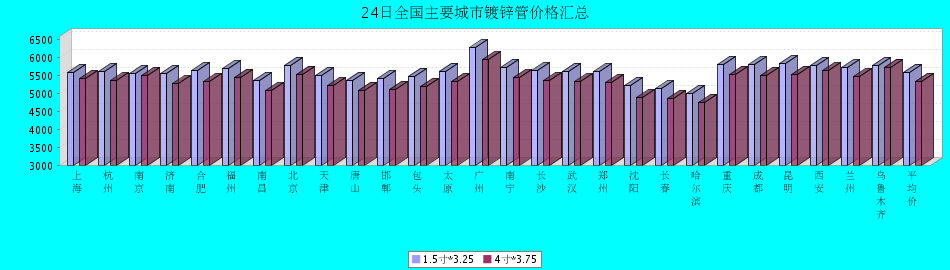 24日全国主要城市镀锌管价格汇总
6500
6000
5500
5000
4500
4000
3500
3000
上海
杭州
南京
济南
合肥
福州
南昌
北京
天津
唐山
邯郸
包头
太原
广州
南宁
长沙
武汉
郑州
沈阳
长春
哈尔滨
重庆
成都
昆明
西安
兰州
乌鲁木齐
平均价
1.5寸*3.25
4寸*3.75